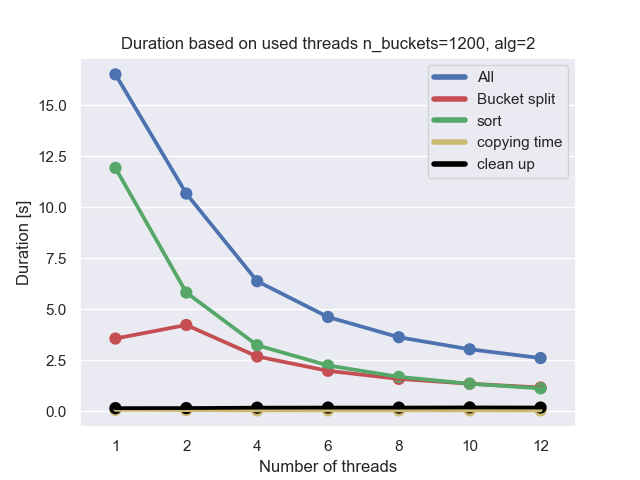 Duration based on used threads n_buckets=1200, alg=2
All
Bucket split
sort
copying time
clean up
Duration [s]
15.0
12.5
10.0
7.5
5.0
2.5
0.0
1 2 4 6 8 10 12
Number of threads